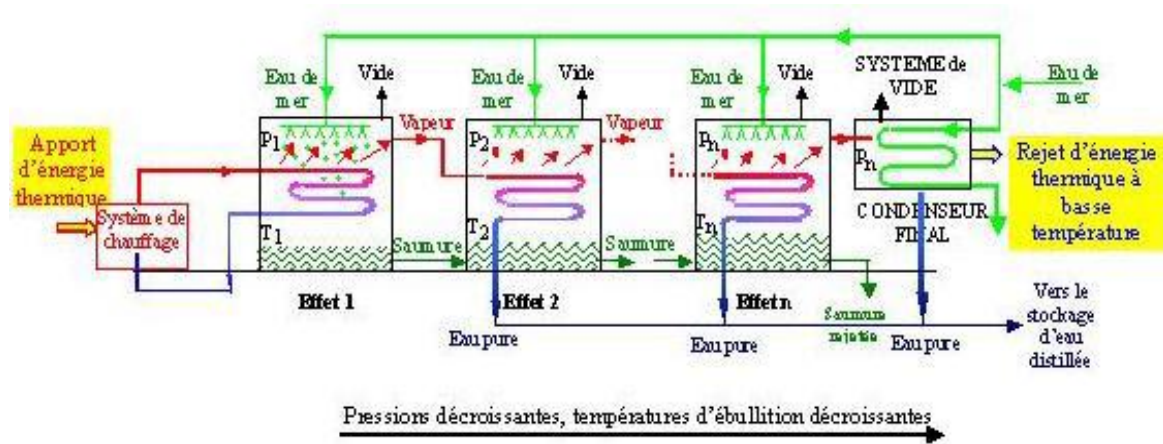 SYSTEME de
VIDE
Eau de
mer
Vide
Eau de
mer
Vide
Eau de
mer
Vide
Eau de
mer
Apport
d'énergie
thermique
Système de
chauffage
P1
Vapeur
P2
Vapeur
Pn
Pn
Rejet d'énergie
thermique à
basse
température
T1
Saumure
T2
Saumure
Tn
CONDENSEUR
FINAL
Effet 1
Effet 2
Effet n
Eau pure
Eau pure
Saumure
rejetée
Eau pure
Vers le
stockage
d'eau
distillée
Pressions décroissantes, températures d'ébullition décroissantes